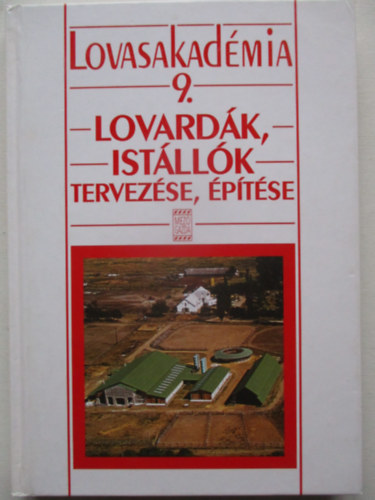 Lovasakadémia
9.
LOVARDÁK,
ISTÁLLÓK
TERVEZÉSE, ÉPÍTÉSE